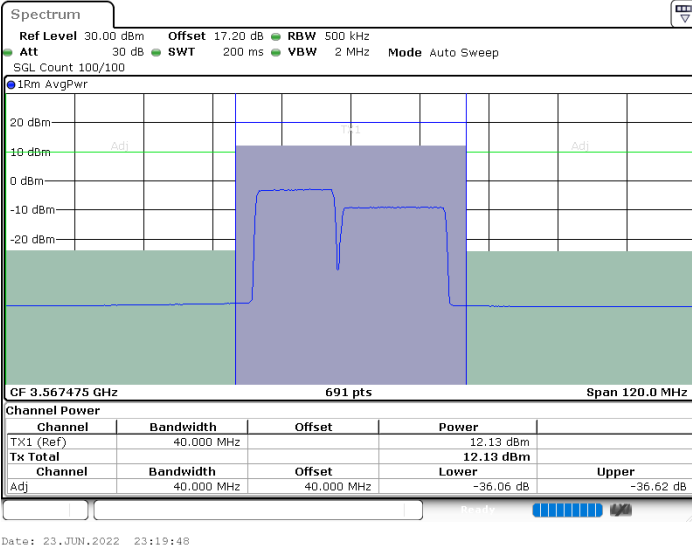 Spectrum
Ref Level 30.00 dBm Offset 17.20 dB RBW 500 kHz
Att 30 dB SWT 200 ms VBW 2 MHz Mode Auto Sweep
SGL Count 100/100
1Rm AvgPwr
20 dBm
TX1
Adj Adj
10 dBm
0 dBm
-10 dBm
-20 dBm
CF 3.567475 GHz 691 pts Span 120.0 MHz
Channel Power
Channel Bandwidth Offset Power
TX1 (Ref) 40.000 MHz 12.13 dBm
Tx Total 12.13 dBm
Channel Bandwidth Offset Lower Upper
Adj 40.000 MHz 40.000 MHz -36.06 dB -36.62 dB
Ready
Date: 23.JUN.2022 23:19:48